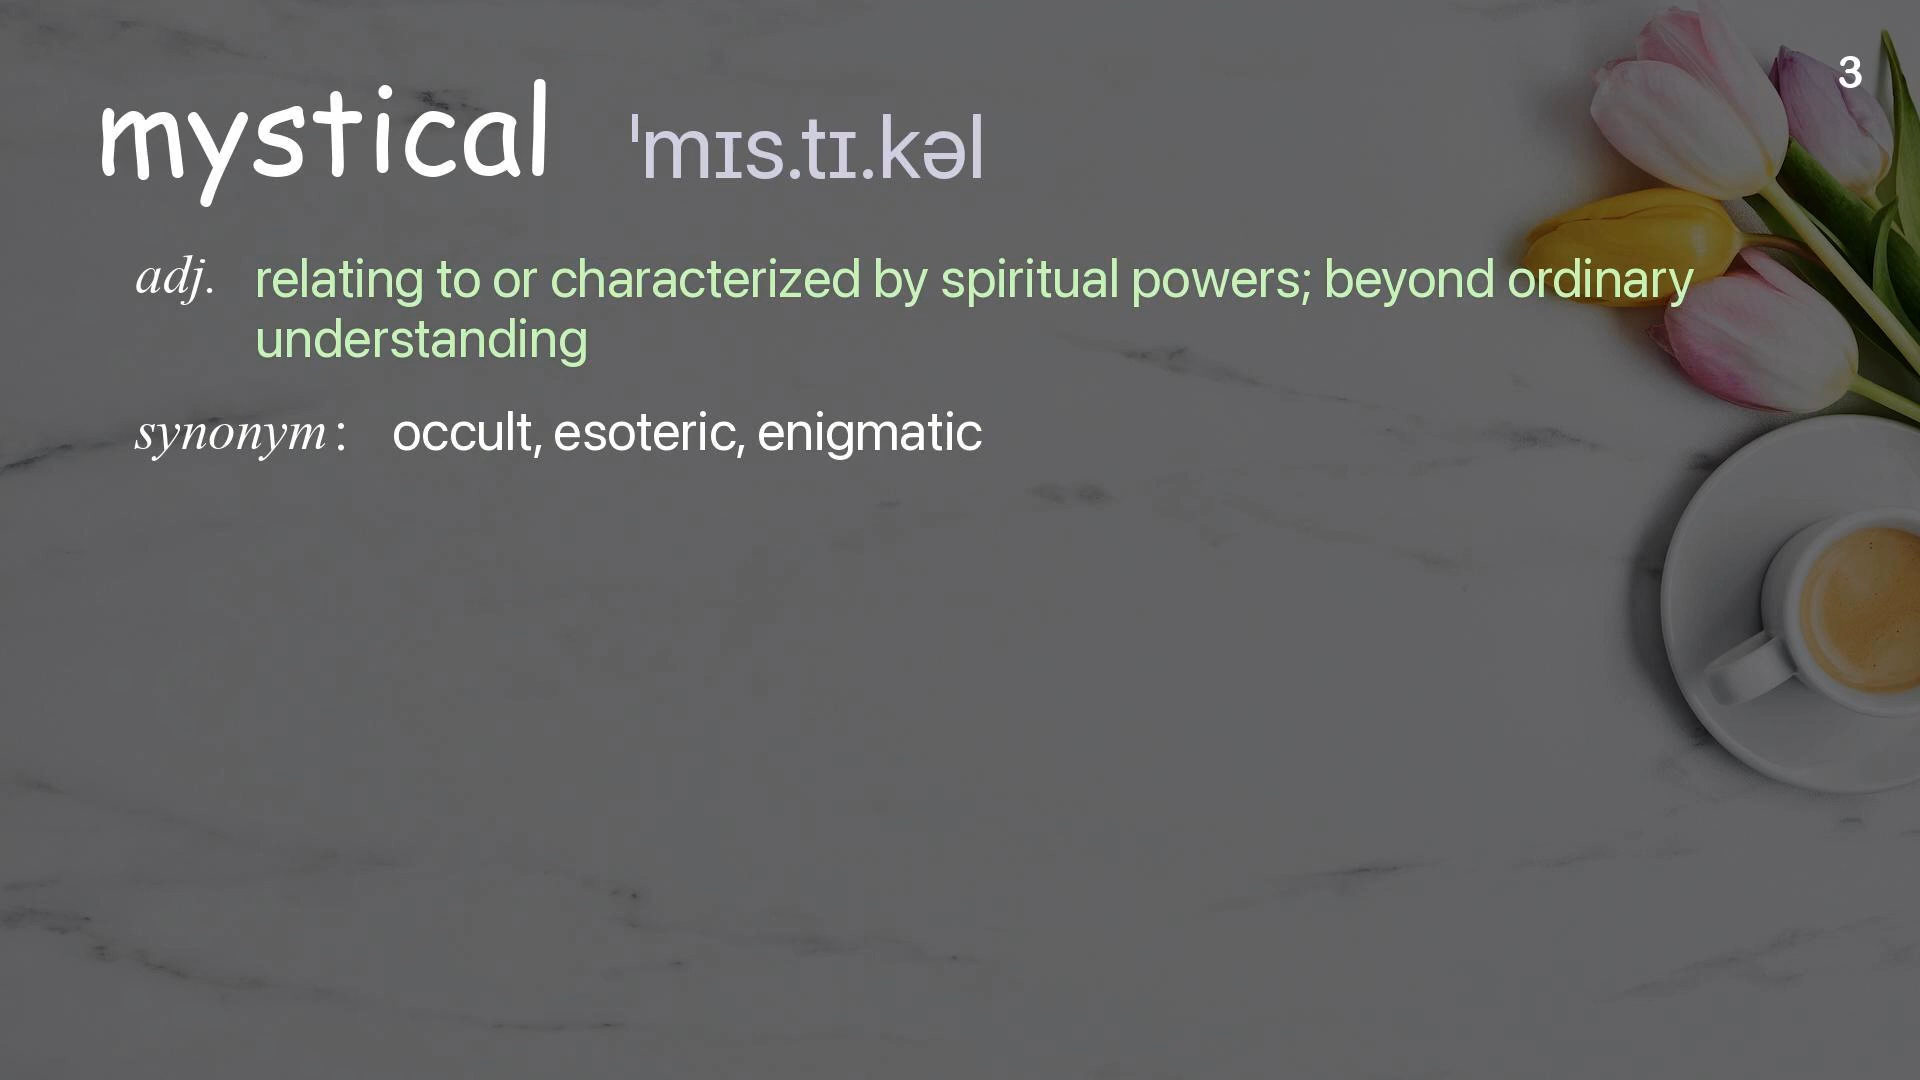 3
mystical ˈmɪs.tɪ.kəl
adj. relating to or characterized by spiritual powers; beyond ordinary
understanding
synonym: occult, esoteric, enigmatic